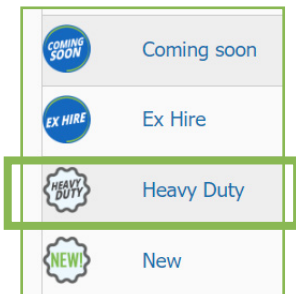 COMING
SOON
Coming soon
EX HIRE
Ex Hire
HEAVY
DUTY
Heavy Duty
NEW!
New